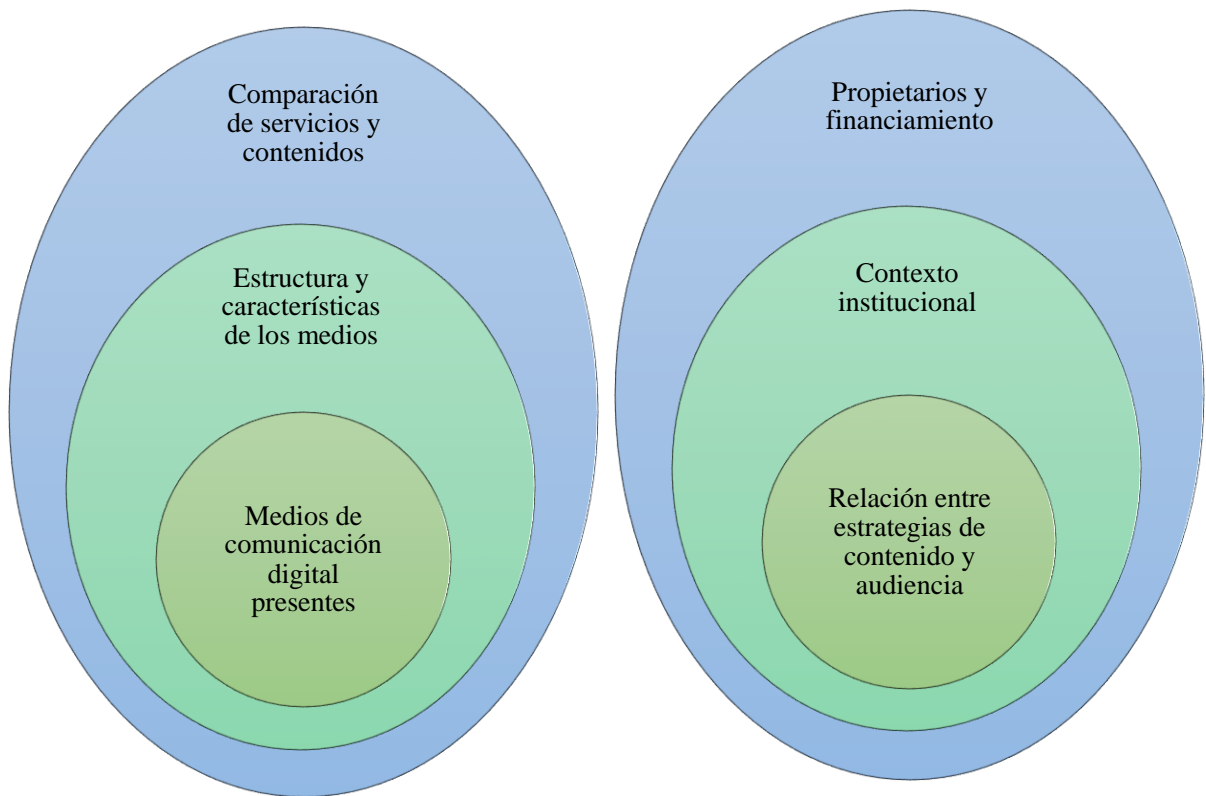 Comparación
de servicios y
contenidos
Estructura y
características
de los medios
Medios de
comunicación
digital
presentes
Propietarios y
financiamiento
Contexto
institucional
Relación entre
estrategias de
contenido y
audiencia